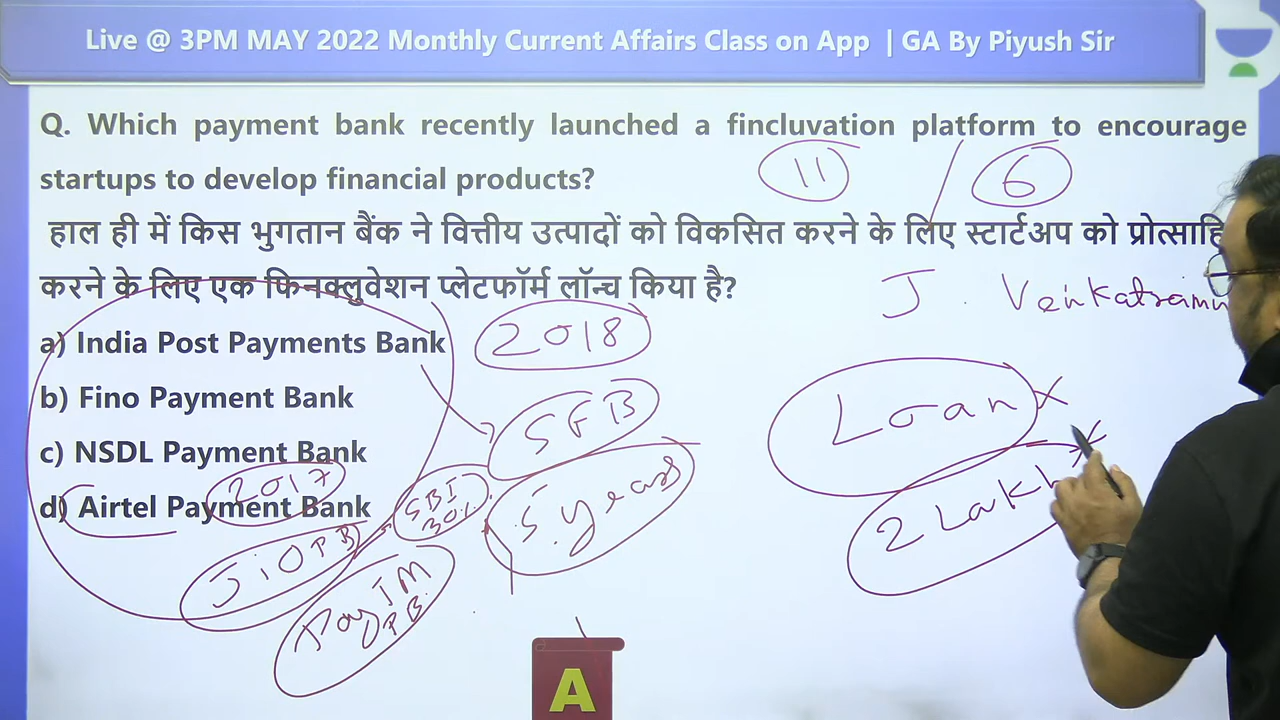 Live @ 3PM MAY 2022 Monthly Current Affairs Class on App | GA By Piyush Sir
Q. Which payment bank recently launched a fincluvation platform to encourage
startups to develop financial products?
11 / 6
हाल ही में किस भुगतान बैंक ने वित्तीय उत्पादों को विकसित करने के लिए स्टार्टअप को प्रोत्साहि
करने के लिए एक फिनक्लुवेशन प्लेटफॉर्म लॉन्च किया है?
J. Venkatramu
a) India Post Payments Bank
2018
b) Fino Payment Bank
SFB
Loan X
c) NSDL Payment Bank
2017
d) Airtel Payment Bank
SBI
30%
5 years
2 Lakh
Jio PB
PayTM
PB
A